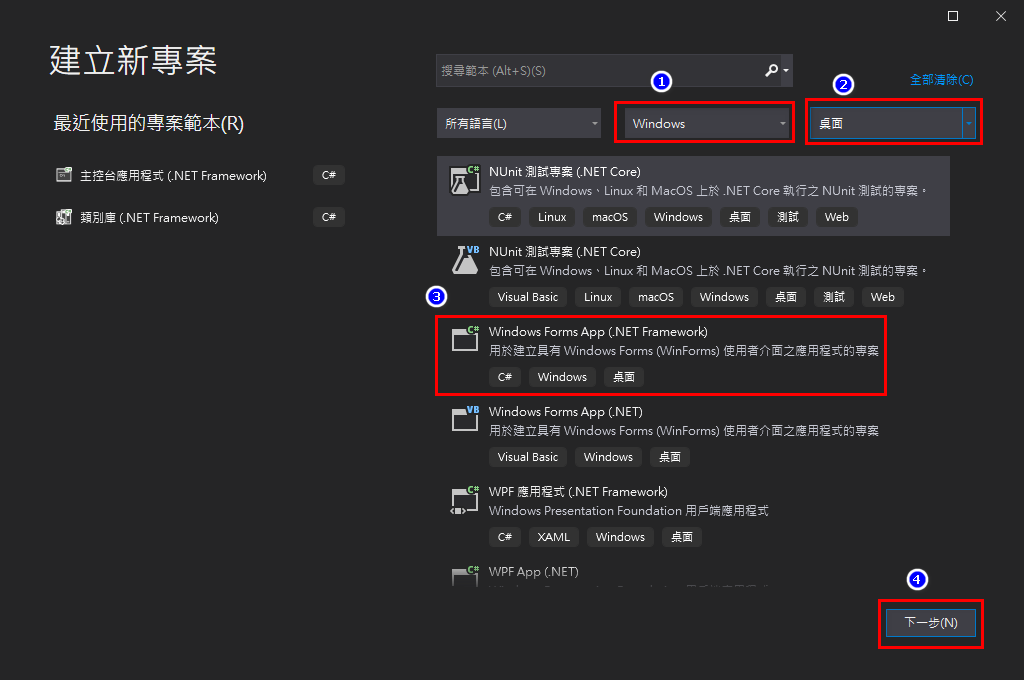 建立新專案
最近使用的專案範本(R)
主控台應用程式 (.NET Framework) C#
類別庫 (.NET Framework) C#
搜尋範本 (Alt+S)(S)
全部清除(C)
1
2
所有語言(L) Windows 桌面
C#
NUnit 測試專案 (.NET Core)
包含可在 Windows、Linux 和 MacOS 上於 .NET Core 執行之 NUnit 測試的專案。
C# Linux macOS Windows 桌面 測試 Web
VB
NUnit 測試專案 (.NET Core)
包含可在 Windows、Linux 和 MacOS 上於 .NET Core 執行之 NUnit 測試的專案。
Visual Basic Linux macOS Windows 桌面 測試 Web
3
C#
Windows Forms App (.NET Framework)
用於建立具有 Windows Forms (WinForms) 使用者介面之應用程式的專案
C# Windows 桌面
VB
Windows Forms App (.NET)
用於建立具有 Windows Forms (WinForms) 使用者介面之應用程式的專案
Visual Basic Windows 桌面
C#
WPF 應用程式 (.NET Framework)
Windows Presentation Foundation 用戶端應用程式
C# XAML Windows 桌面
C#
WPF App (.NET)
4
下一步(N)